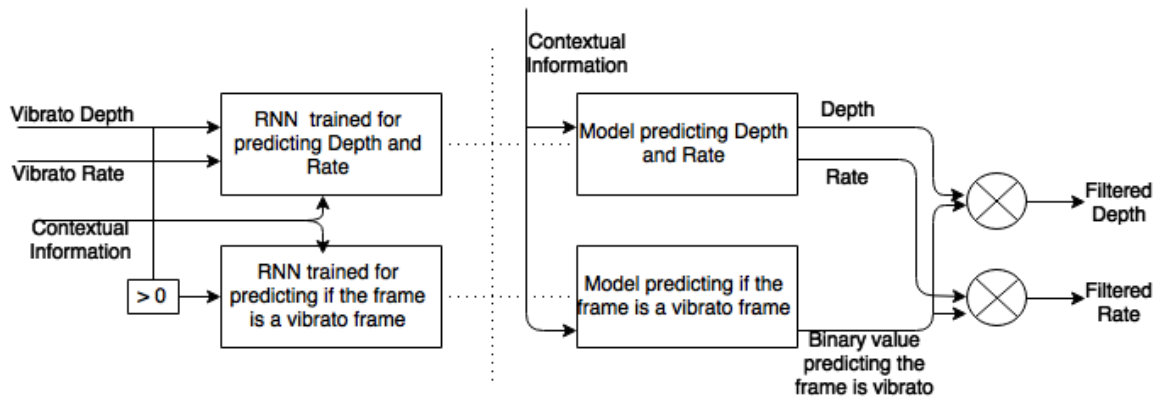 Vibrato Depth
Vibrato Rate
Contextual
Information
> 0
RNN trained for
predicting Depth and
Rate
RNN trained for
predicting if the frame
is a vibrato frame
Contextual
Information
Model predicting Depth
and Rate
Model predicting if the
frame is a vibrato frame
Depth
Rate
Binary value
predicting the
frame is vibrato
Filtered
Depth
Filtered
Rate